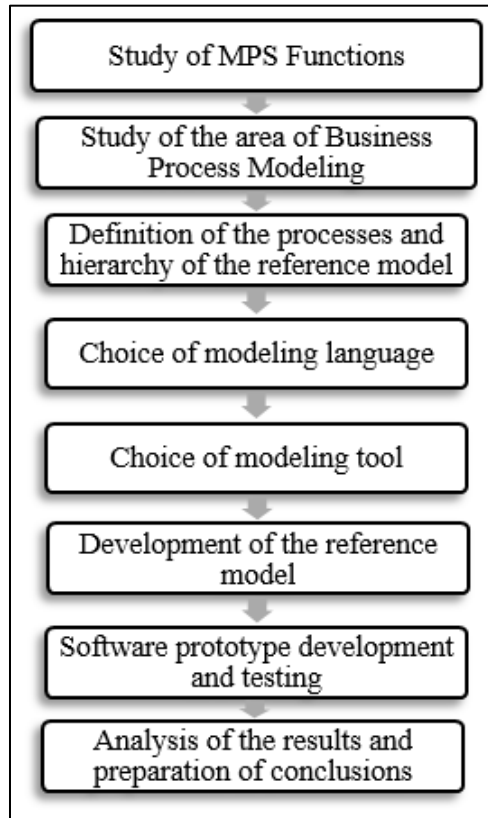 Study of MPS Functions
Study of the area of Business
Process Modeling
Definition of the processes and
hierarchy of the reference model
Choice of modeling language
Choice of modeling tool
Development of the reference
model
Software prototype development
and testing
Analysis of the results and
preparation of conclusions